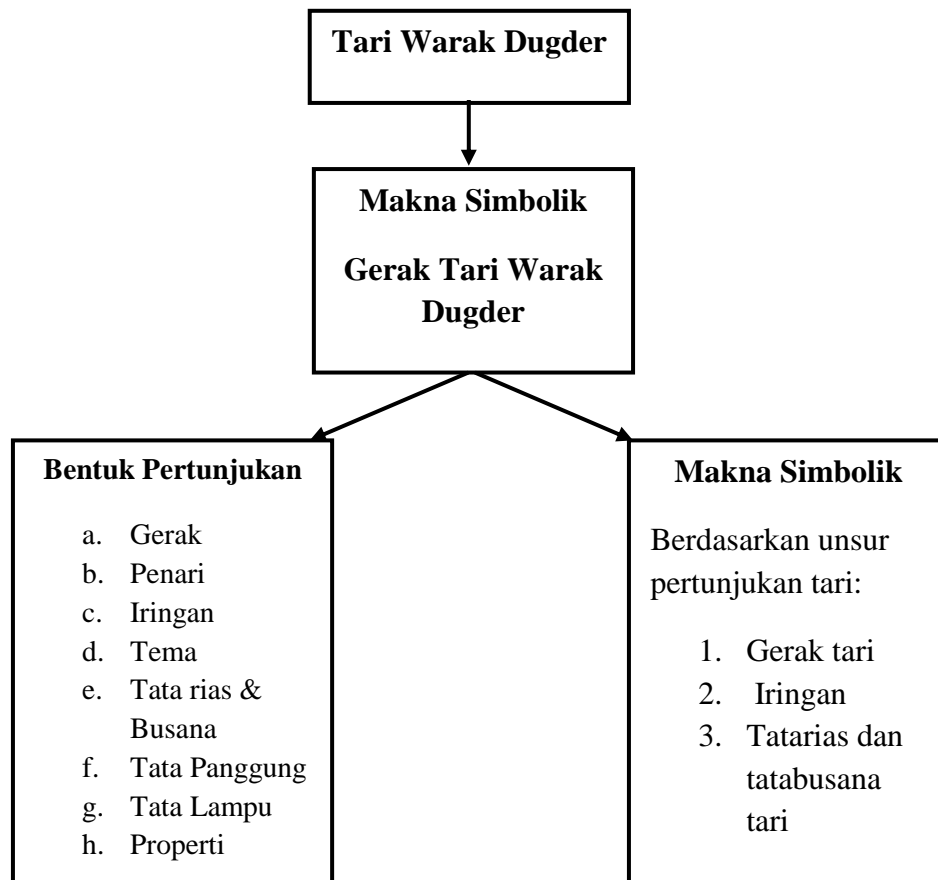 Tari Warak Dugder
Makna Simbolik
Gerak Tari Warak
Dugder
Bentuk Pertunjukan
a. Gerak
b. Penari
c. Iringan
d. Tema
e. Tata rias &
Busana
f. Tata Panggung
g. Tata Lampu
h. Properti
Makna Simbolik
Berdasarkan unsur
pertunjukan tari:
1. Gerak tari
2. Iringan
3. Tatarias dan
tatabusana
tari